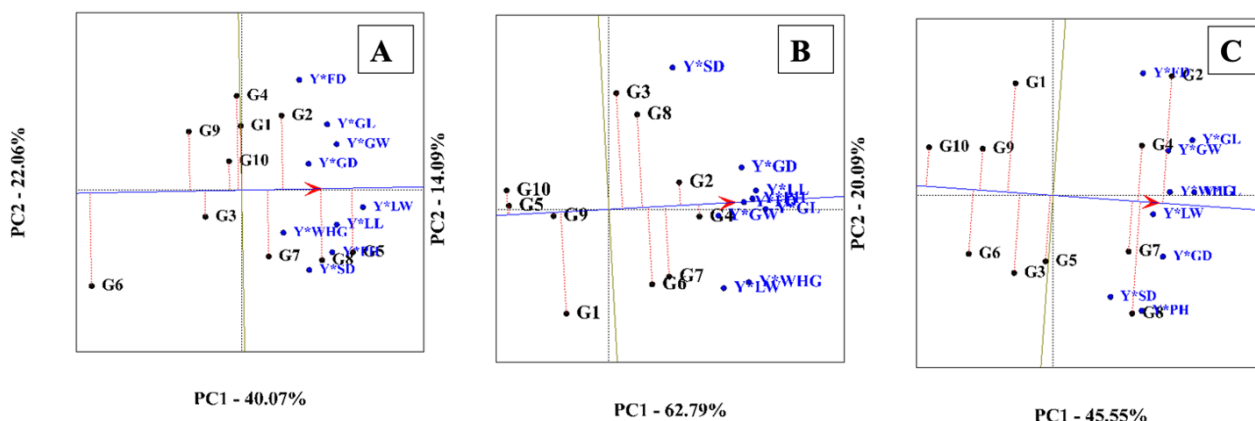 A
Y*FD
G4
G2
Y*GL
G9
G1
Y*GW
G10
Y*GD
G3
Y*LW
Y*LL
Y*WHG
G7
G8
G5
Y*SD
G6
PC2 - 22.06%
PC1 - 40.07%
B
Y*SD
G3
G8
Y*GD
G2
G10
Y*LL
G5
G9
G4
Y*GW
Y*GL
G7
G6
Y*WHG
Y*LW
G1
PC2 - 14.09%
PC1 - 62.79%
C
Y*FD
G2
G1
G4
Y*GL
Y*GW
G10
G9
Y*LW
G6
G7
Y*GD
G3
G5
Y*SD
Y*PH
G8
PC2 - 20.09%
PC1 - 45.55%